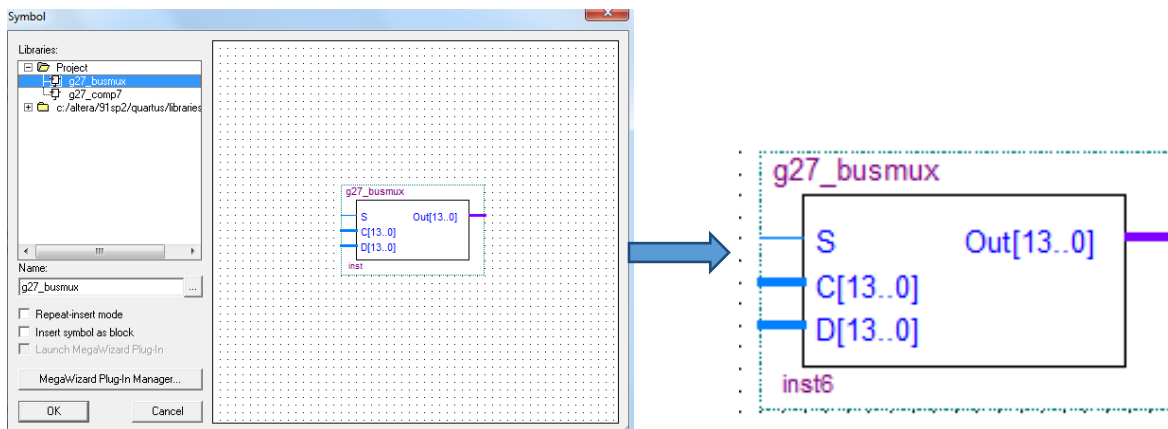 Symbol
Libraries:
Project
g27_busmux
g27_comp7
c:/altera/91sp2/quartus/libraries
Name:
g27_busmux
...
Repeat-insert mode
Insert symbol as block
Launch MegaWizard Plug-In
MegaWizard Plug-In Manager...
OK Cancel
g27_busmux
S Out[13..0]
C[13..0]
D[13..0]
inst
g27_busmux
S Out[13..0]
C[13..0]
D[13..0]
inst6